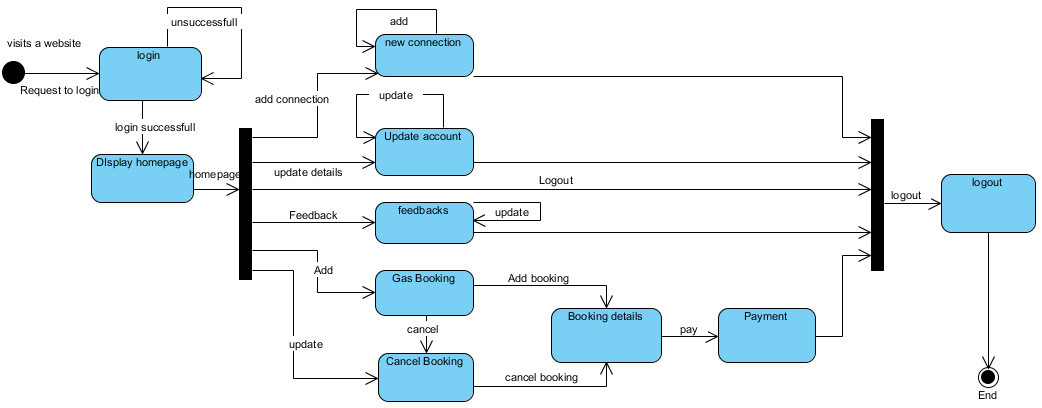 unsuccessfull
visits a website
login
Request to login
login successfull
DIsplay homepage
homepage
add
new connection
add connection
update
Update account
update details
Logout
Feedback
feedbacks
update
Add
Gas Booking
Add booking
cancel
update
Cancel Booking
cancel booking
Booking details
pay
Payment
logout
logout
End